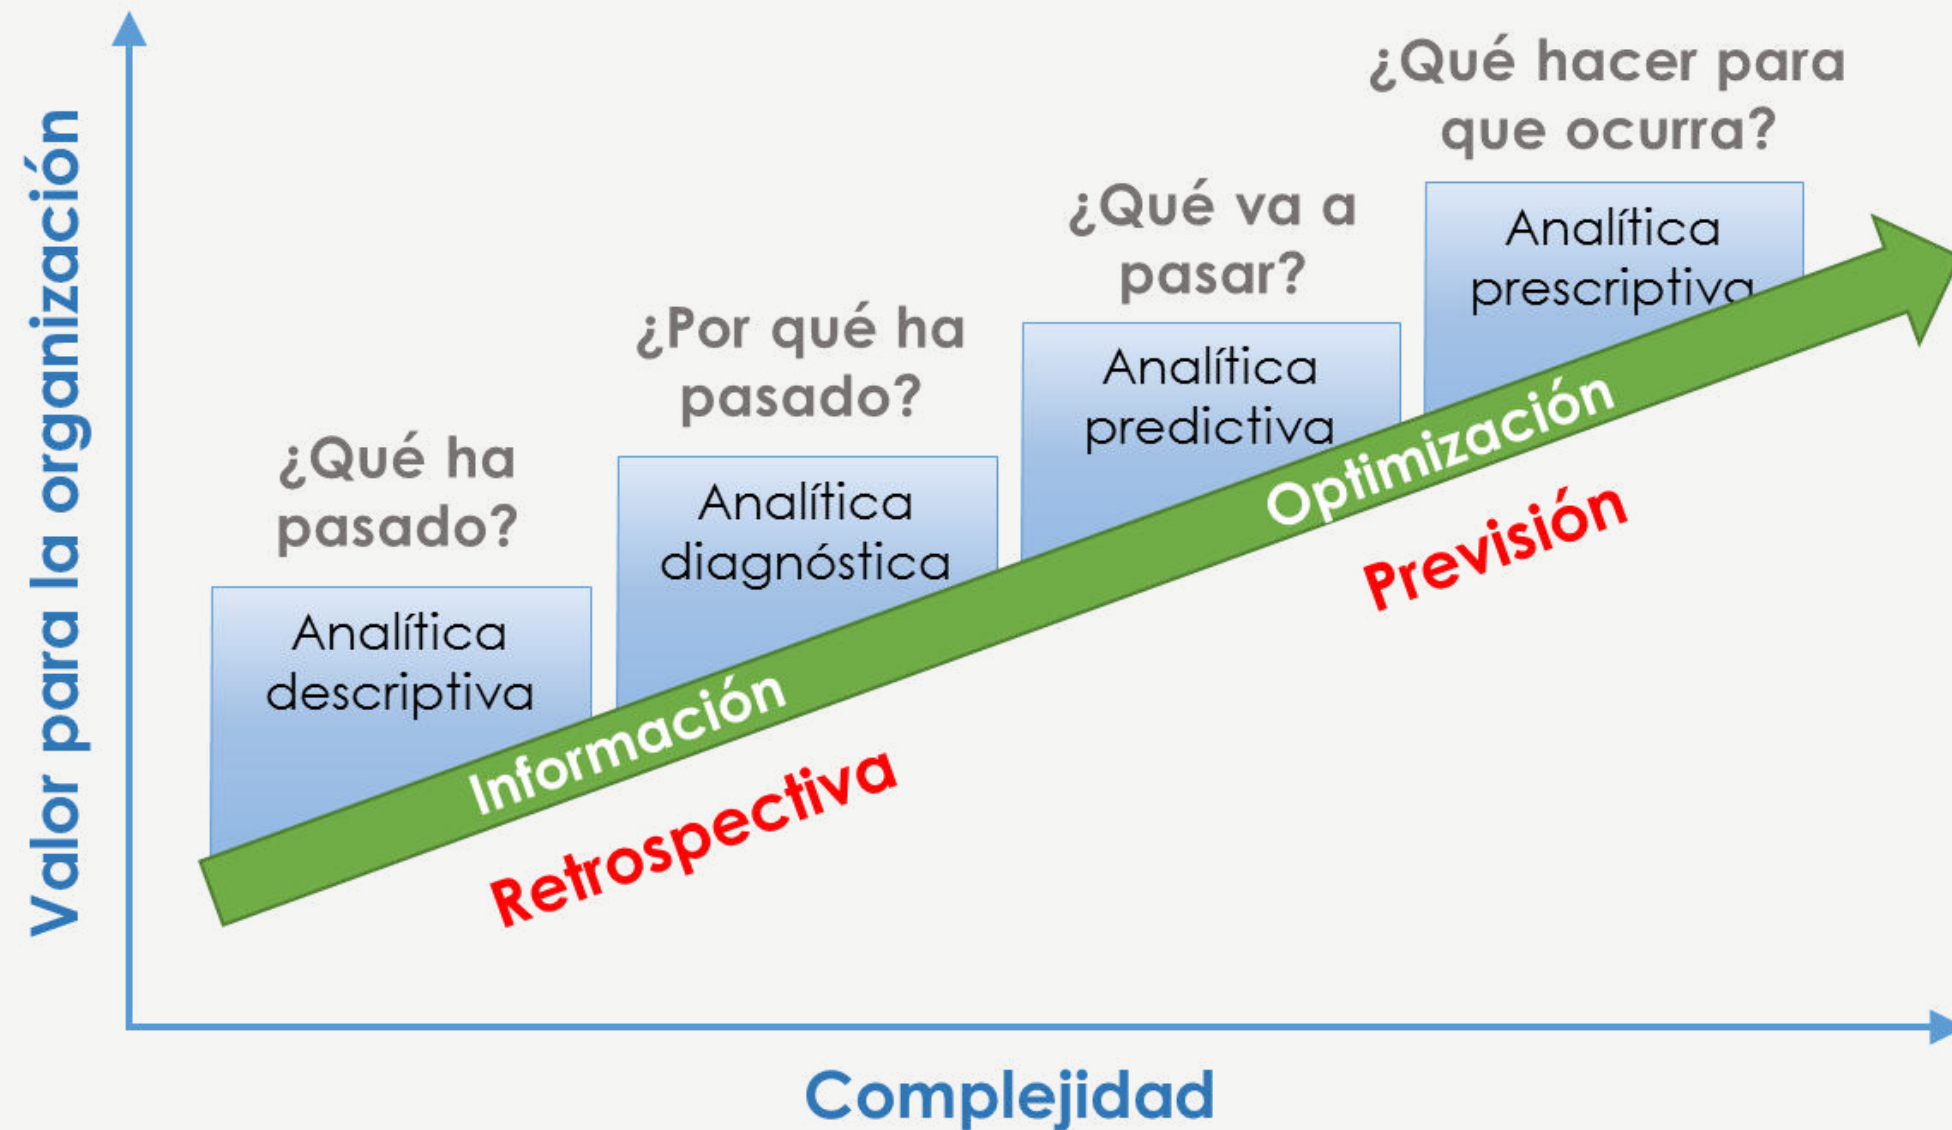 Valor para la organización
¿Qué ha
pasado?
Analítica
descriptiva
¿Por qué ha
pasado?
Analítica
diagnóstica
¿Qué va a
pasar?
Analítica
predictiva
¿Qué hacer para
que ocurra?
Analítica
prescriptiva
Información
Optimización
Retrospectiva
Previsión
Complejidad